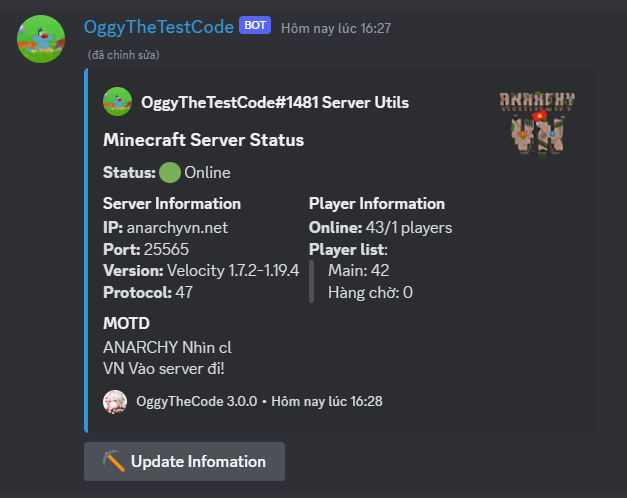 OggyTheTestCode BOT Hôm nay lúc 16:27
(đã chỉnh sửa)
OggyTheTestCode#1481 Server Utils
ANARCHY
VN
Minecraft Server Status
Status: Online
Server Information
IP: anarchyvn.net
Port: 25565
Version: Velocity 1.7.2-1.19.4
Protocol: 47
Player Information
Online: 43/1 players
Player list:
Main: 42
Hàng chờ: 0
MOTD
ANARCHY Nhìn cl
VN Vào server đi!
OggyTheCode 3.0.0 • Hôm nay lúc 16:28
Update Infomation